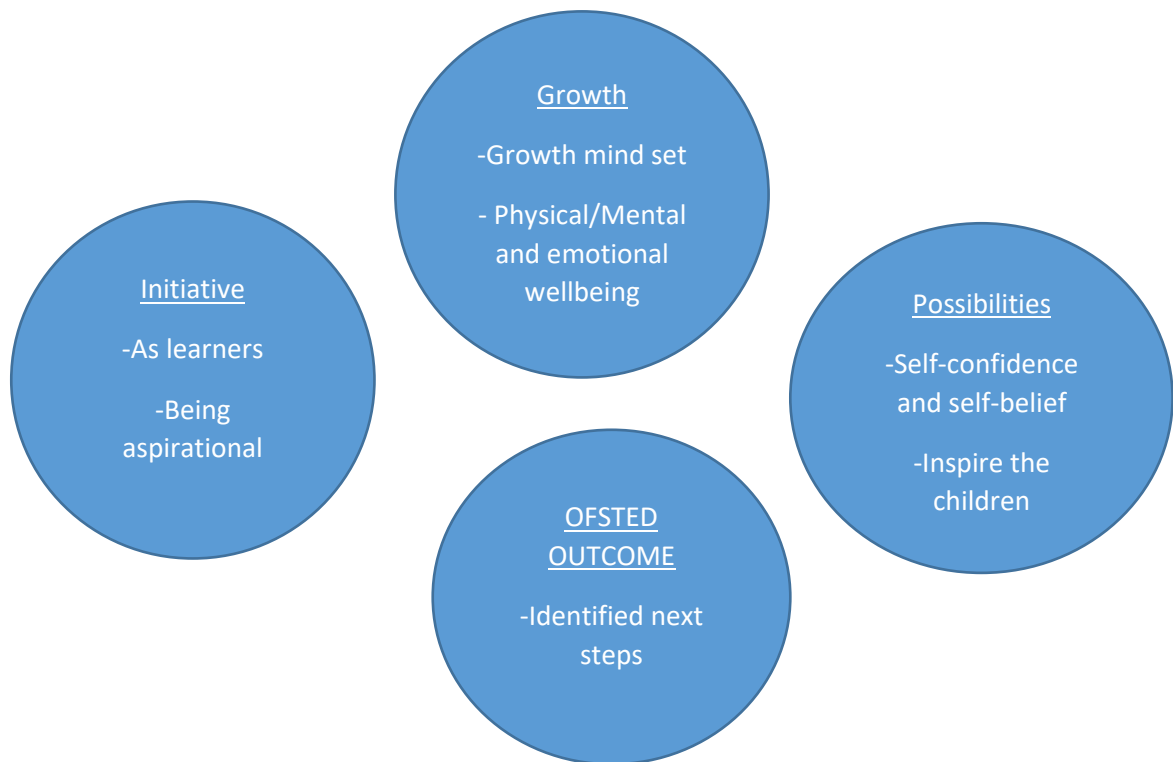 Growth
-Growth mind set
- Physical/Mental
and emotional
wellbeing
Initiative
-As learners
-Being
aspirational
Possibilities
-Self-confidence
and self-belief
-Inspire the
children
OFSTED
OUTCOME
-Identified next
steps